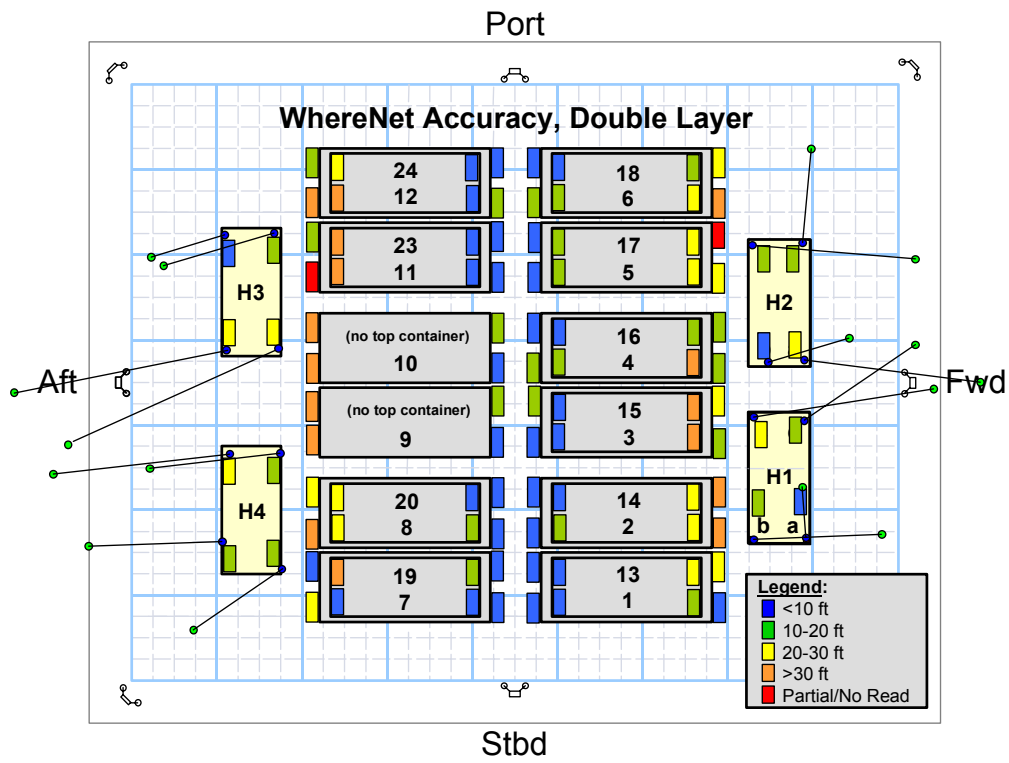 Port
WhereNet Accuracy, Double Layer
24
12
18
6
23
11
17
5
H3
H2
(no top container)
10
16
4
Aft
Fwd
(no top container)
9
15
3
H4
20
8
14
2
H1
b a
19
7
13
1
Legend:
<10 ft
10-20 ft
20-30 ft
>30 ft
Partial/No Read
Stbd